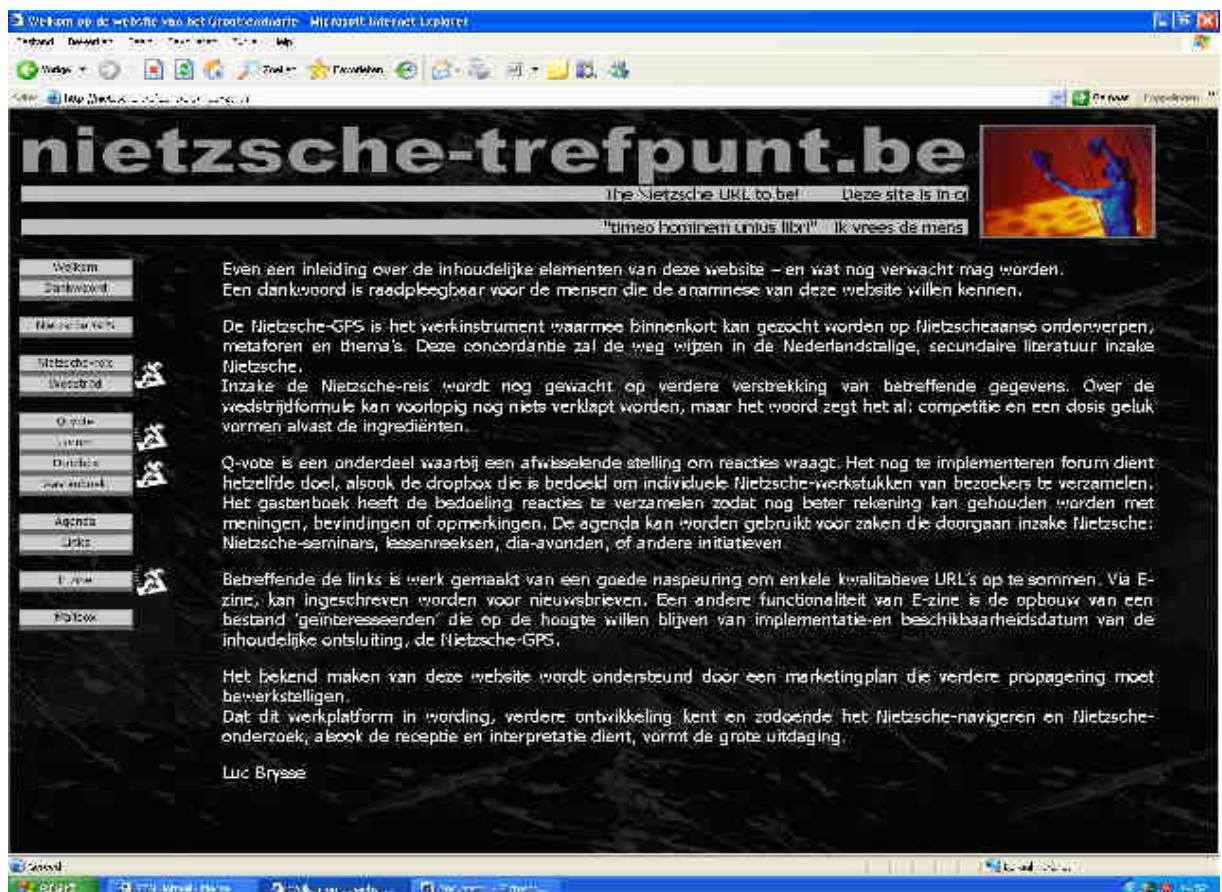 Microsoft Internet Explorer
Vorige
Zoeken
Favorieten
Ga naar
nietzsche-trefpunt.be
The Nietzsche URL to be! Deze site is in o
"timeo hominem unius libri" Ik vrees de mens
Welkom
Dankwoord
Nietzsche-GPS
Nietzsche-reis
Wedstrijd
Q-vote
Forum
Dropbox
Gastenboek
Agenda
Links
E-zine
Mailbox
Even een inleiding over de inhoudelijke elementen van deze website – en wat nog verwacht mag worden.
Een dankwoord is raadpleegbaar voor de mensen die de anamnese van deze website willen kennen.
De Nietzsche-GPS is het werkinstrument waarmee binnenkort kan gezocht worden op Nietzscheaanse onderwerpen,
metaforen en thema's. Deze concordantie zal de weg wijzen in de Nederlandstalige, secundaire literatuur inzake
Nietzsche.
Inzake de Nietzsche-reis wordt nog gewacht op verdere verstrekking van betreffende gegevens. Over de
wedstrijdformule kan voorlopig nog niets verklapt worden, maar het woord zegt het al: competitie en een dosis geluk
vormen alvast de ingrediënten.
Q-vote is een onderdeel waarbij een afwisselende stelling om reacties vraagt. Het nog te implementeren forum dient
hetzelfde doel, alsook de dropbox die is bedoeld om individuele Nietzsche-werkstukken van bezoekers te verzamelen.
Het gastenboek heeft de bedoeling reacties te verzamelen zodat nog beter rekening kan gehouden worden met
meningen, bevindingen of opmerkingen. De agenda kan worden gebruikt voor zaken die doorgaan inzake Nietzsche:
Nietzsche-seminars, lessenreeksen, dia-avonden, of andere initiatieven
Betreffende de links is werk gemaakt van een goede naspeuring om enkele kwalitatieve URL's op te sommen. Via E-
zine, kan ingeschreven worden voor nieuwsbrieven. Een andere functionaliteit van E-zine is de opbouw van een
bestand 'geïnteresseerden' die op de hoogte willen blijven van implementatie-en beschikbaarheidsdatum van de
inhoudelijke ontsluiting, de Nietzsche-GPS.
Het bekend maken van deze website wordt ondersteund door een marketingplan die verdere propagering moet
bewerkstelligen.
Dat dit werkplatform in wording, verdere ontwikkeling kent en zodoende het Nietzsche-navigeren en Nietzsche-
onderzoek, alsook de receptie en interpretatie dient, vormt de grote uitdaging.
Luc Brysse